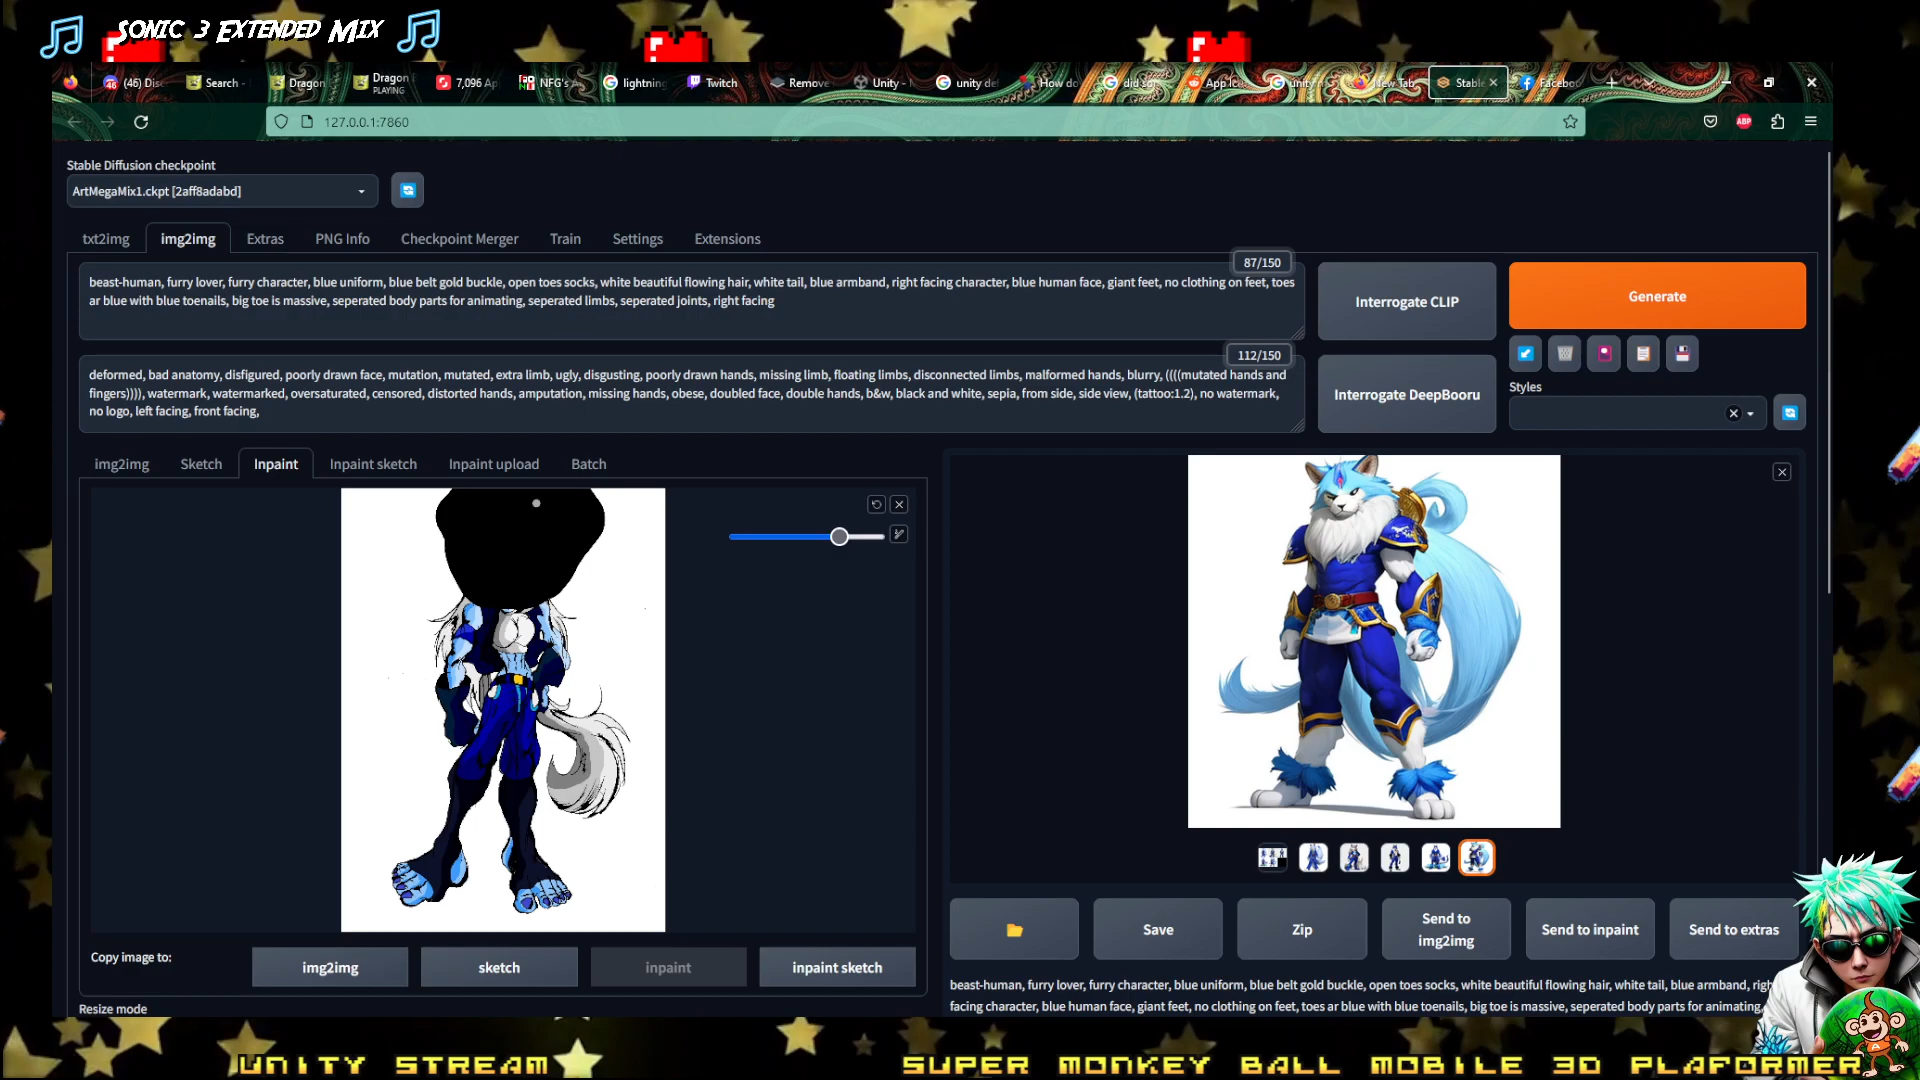 Sonic 3 Extended Mix
(46) Dis
Search -
Dragon
Dragon
PLAYING
7,096 Ap
NFG's A
lightning
Twitch
Remove
Unity -
unity de
How do
did so
App Ic
unity
New Tab
Stable
Facebo
127.0.0.1:7860
ABP
Stable Diffusion checkpoint
ArtMegaMix1.ckpt [2aff8adabd]
txt2img
img2img
Extras
PNG Info
Checkpoint Merger
Train
Settings
Extensions
87/150
beast-human, furry lover, furry character, blue uniform, blue belt gold buckle, open toes socks, white beautiful flowing hair, white tail, blue armband, right facing character, blue human face, giant feet, no clothing on feet, toes
ar blue with blue toenails, big toe is massive, seperated body parts for animating, seperated limbs, seperated joints, right facing
Interrogate CLIP
Generate
112/150
deformed, bad anatomy, disfigured, poorly drawn face, mutation, mutated, extra limb, ugly, disgusting, poorly drawn hands, missing limb, floating limbs, disconnected limbs, malformed hands, blurry, ((((mutated hands and
fingers)))), watermark, watermarked, oversaturated, censored, distorted hands, amputation, missing hands, obese, doubled face, double hands, b&w, black and white, sepia, from side, side view, (tattoo:1.2), no watermark,
no logo, left facing, front facing,
Interrogate DeepBooru
Styles
img2img
Sketch
Inpaint
Inpaint sketch
Inpaint upload
Batch
Copy image to:
img2img
sketch
inpaint
inpaint sketch
Resize mode
Save
Zip
Send to
img2img
Send to inpaint
Send to extras
beast-human, furry lover, furry character, blue uniform, blue belt gold buckle, open toes socks, white beautiful flowing hair, white tail, blue armband, righ
facing character, blue human face, giant feet, no clothing on feet, toes ar blue with blue toenails, big toe is massive, seperated body parts for animating,
UNITY STREAM
SUPER MONKEY BALL MOBILE 3D PLAFORMER